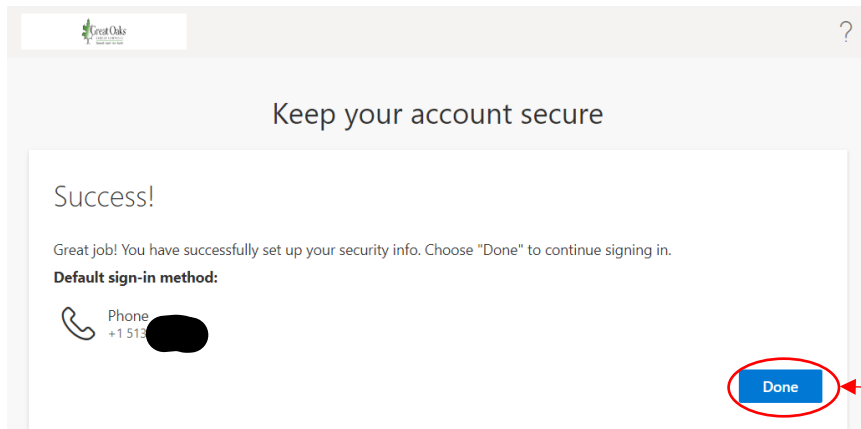 Great Oaks
?
Keep your account secure
Success!
Great job! You have successfully set up your security info. Choose "Done" to continue signing in.
Default sign-in method:
Phone
+1 513
Done